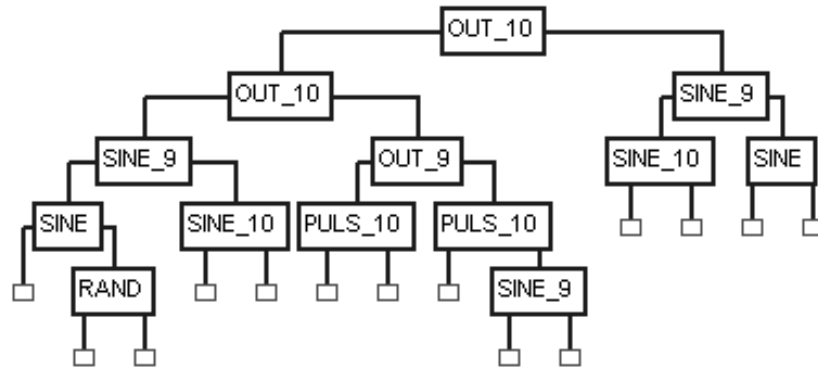 OUT_10
OUT_10 SINE_9
SINE_9 OUT_9 SINE_10 SINE
SINE SINE_10 PULS_10 PULS_10
RAND SINE_9